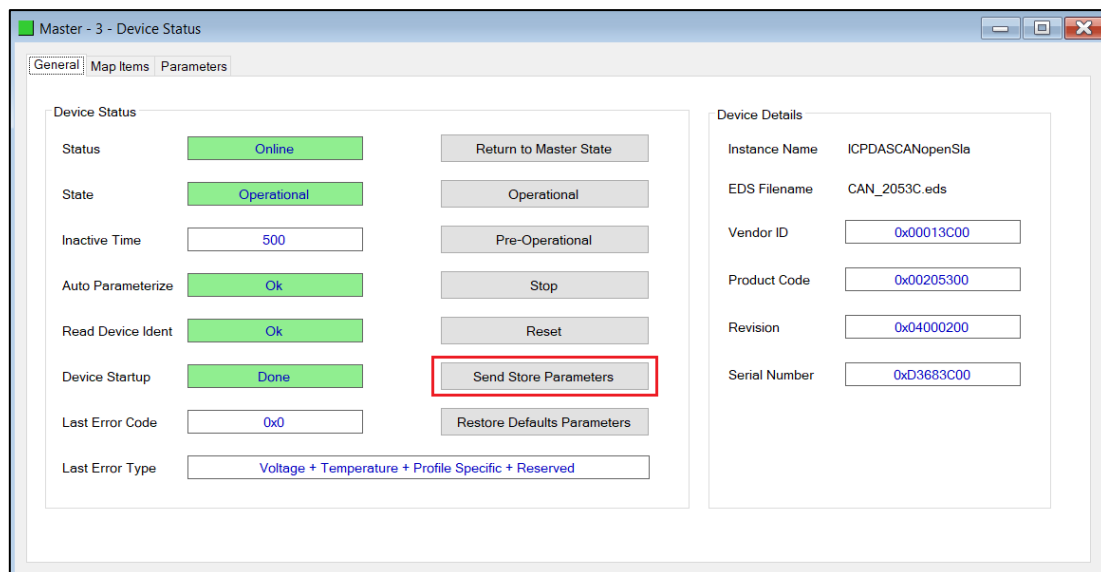 Master - 3 - Device Status
General Map Items Parameters
Device Status
Status Online Return to Master State
State Operational Operational
Inactive Time 500 Pre-Operational
Auto Parameterize Ok Stop
Read Device Ident Ok Reset
Device Startup Done Send Store Parameters
Last Error Code 0x0 Restore Defaults Parameters
Last Error Type Voltage + Temperature + Profile Specific + Reserved
Device Details
Instance Name ICPDASCANopenSla
EDS Filename CAN_2053C.eds
Vendor ID 0x00013C00
Product Code 0x00205300
Revision 0x04000200
Serial Number 0xD3683C00